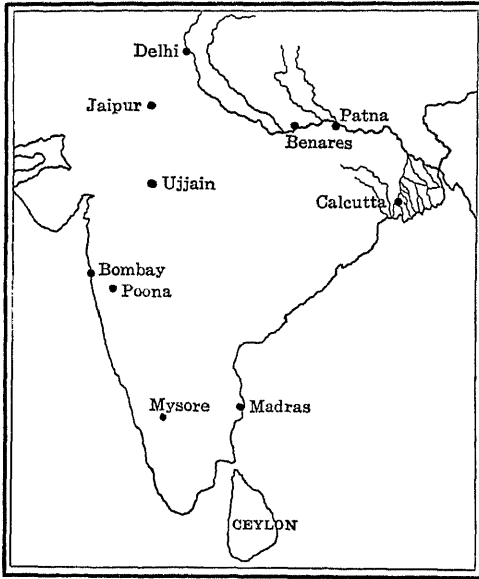 Delhi
Jaipur
Patna
Benares
Ujjain
Calcutta
Bombay
Poona
Mysore
Madras
CEYLON